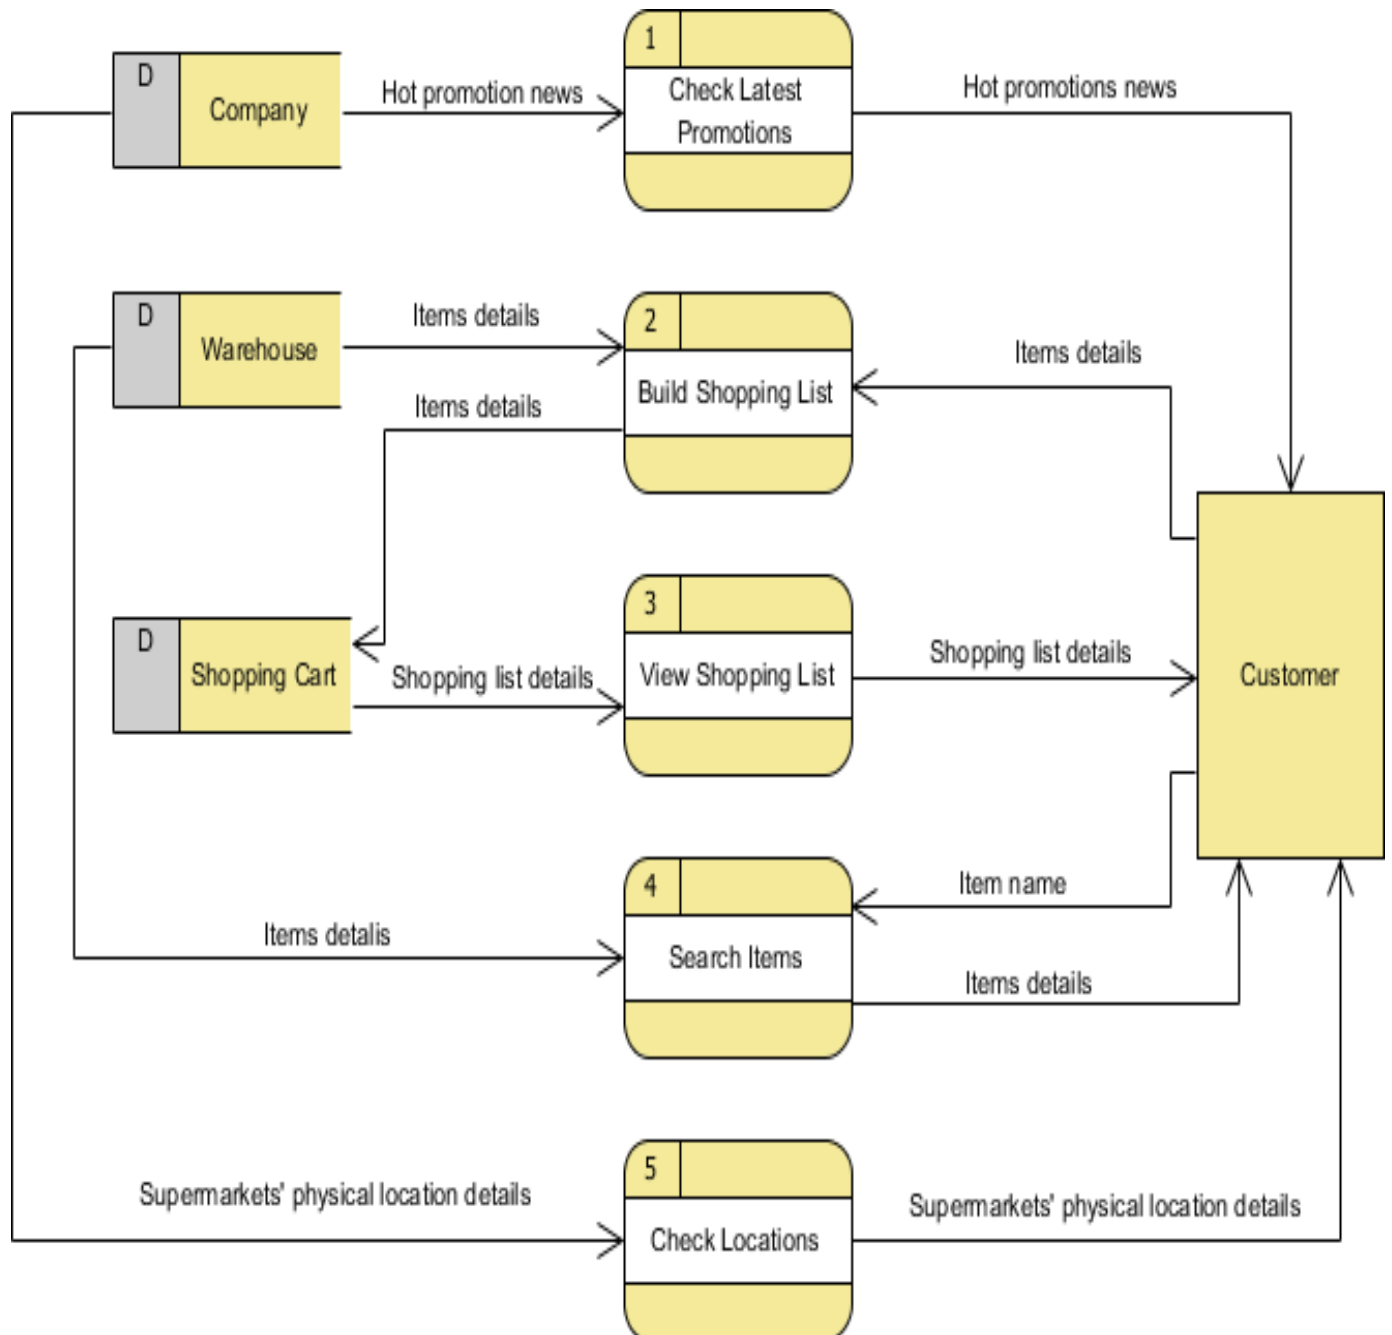 1
D
Company
Hot promotion news
Check Latest
Promotions
Hot promotions news
D
Warehouse
Items details
2
Build Shopping List
Items details
Items details
D
Shopping Cart
Shopping list details
3
View Shopping List
Shopping list details
Customer
4
Search Items
Item name
Items detalis
Items details
5
Check Locations
Supermarkets' physical location details
Supermarkets' physical location details